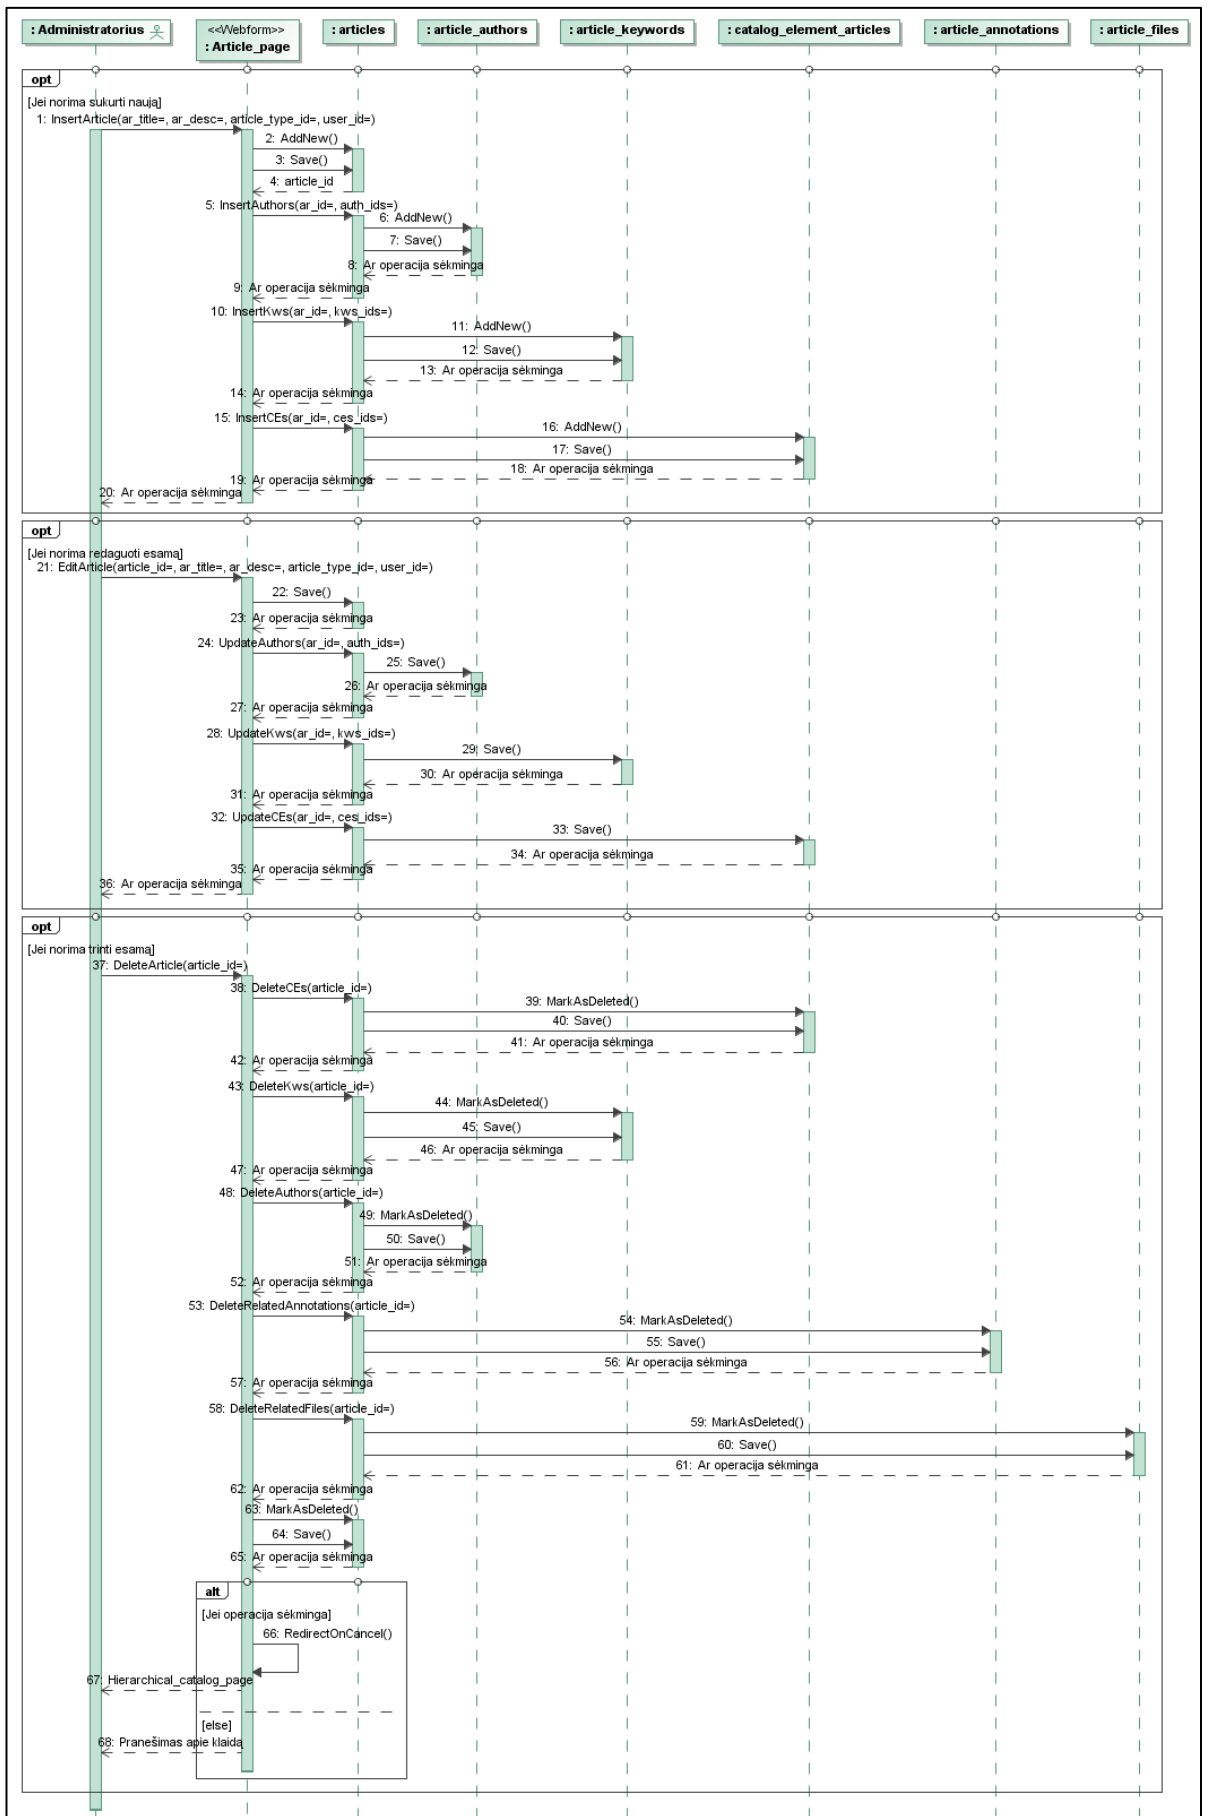 : Administratorius
<<Webform>>
: Article_page
: articles
: article_authors
: article_keywords
: catalog_element_articles
: article_annotations
: article_files
opt
[Jei norima sukurti naują]
1: InsertArticle(ar_title=, ar_desc=, article_type_id=, user_id=)
2: AddNew()
3: Save()
4: article_id
5: InsertAuthors(ar_id=, auth_ids=)
6: AddNew()
7: Save()
8: Ar operacija sėkminga
9: Ar operacija sėkminga
10: InsertKws(ar_id=, kws_ids=)
11: AddNew()
12: Save()
13: Ar operacija sėkminga
14: Ar operacija sėkminga
15: InsertCEs(ar_id=, ces_ids=)
16: AddNew()
17: Save()
18: Ar operacija sėkminga
19: Ar operacija sėkminga
20: Ar operacija sėkminga
opt
[Jei norima redaguoti esamą]
21: EditArticle(article_id=, ar_title=, ar_desc=, article_type_id=, user_id=)
22: Save()
23: Ar operacija sėkminga
24: UpdateAuthors(ar_id=, auth_ids=)
25: Save()
26: Ar operacija sėkminga
27: Ar operacija sėkminga
28: UpdateKws(ar_id=, kws_ids=)
29: Save()
30: Ar operacija sėkminga
31: Ar operacija sėkminga
32: UpdateCEs(ar_id=, ces_ids=)
33: Save()
34: Ar operacija sėkminga
35: Ar operacija sėkminga
36: Ar operacija sėkminga
opt
[Jei norima trinti esamą]
37: DeleteArticle(article_id=)
38: DeleteCEs(article_id=)
39: MarkAsDeleted()
40: Save()
41: Ar operacija sėkminga
42: Ar operacija sėkminga
43: DeleteKws(article_id=)
44: MarkAsDeleted()
45: Save()
46: Ar operacija sėkminga
47: Ar operacija sėkminga
48: DeleteAuthors(article_id=)
49: MarkAsDeleted()
50: Save()
51: Ar operacija sėkminga
52: Ar operacija sėkminga
53: DeleteRelatedAnnotations(article_id=)
54: MarkAsDeleted()
55: Save()
56: Ar operacija sėkminga
57: Ar operacija sėkminga
58: DeleteRelatedFiles(article_id=)
59: MarkAsDeleted()
60: Save()
61: Ar operacija sėkminga
62: Ar operacija sėkminga
63: MarkAsDeleted()
64: Save()
65: Ar operacija sėkminga
alt
[Jei operacija sėkminga]
66: RedirectOnCancel()
67: Hierarchical_catalog_page
[else]
68: Pranešimas apie klaidą